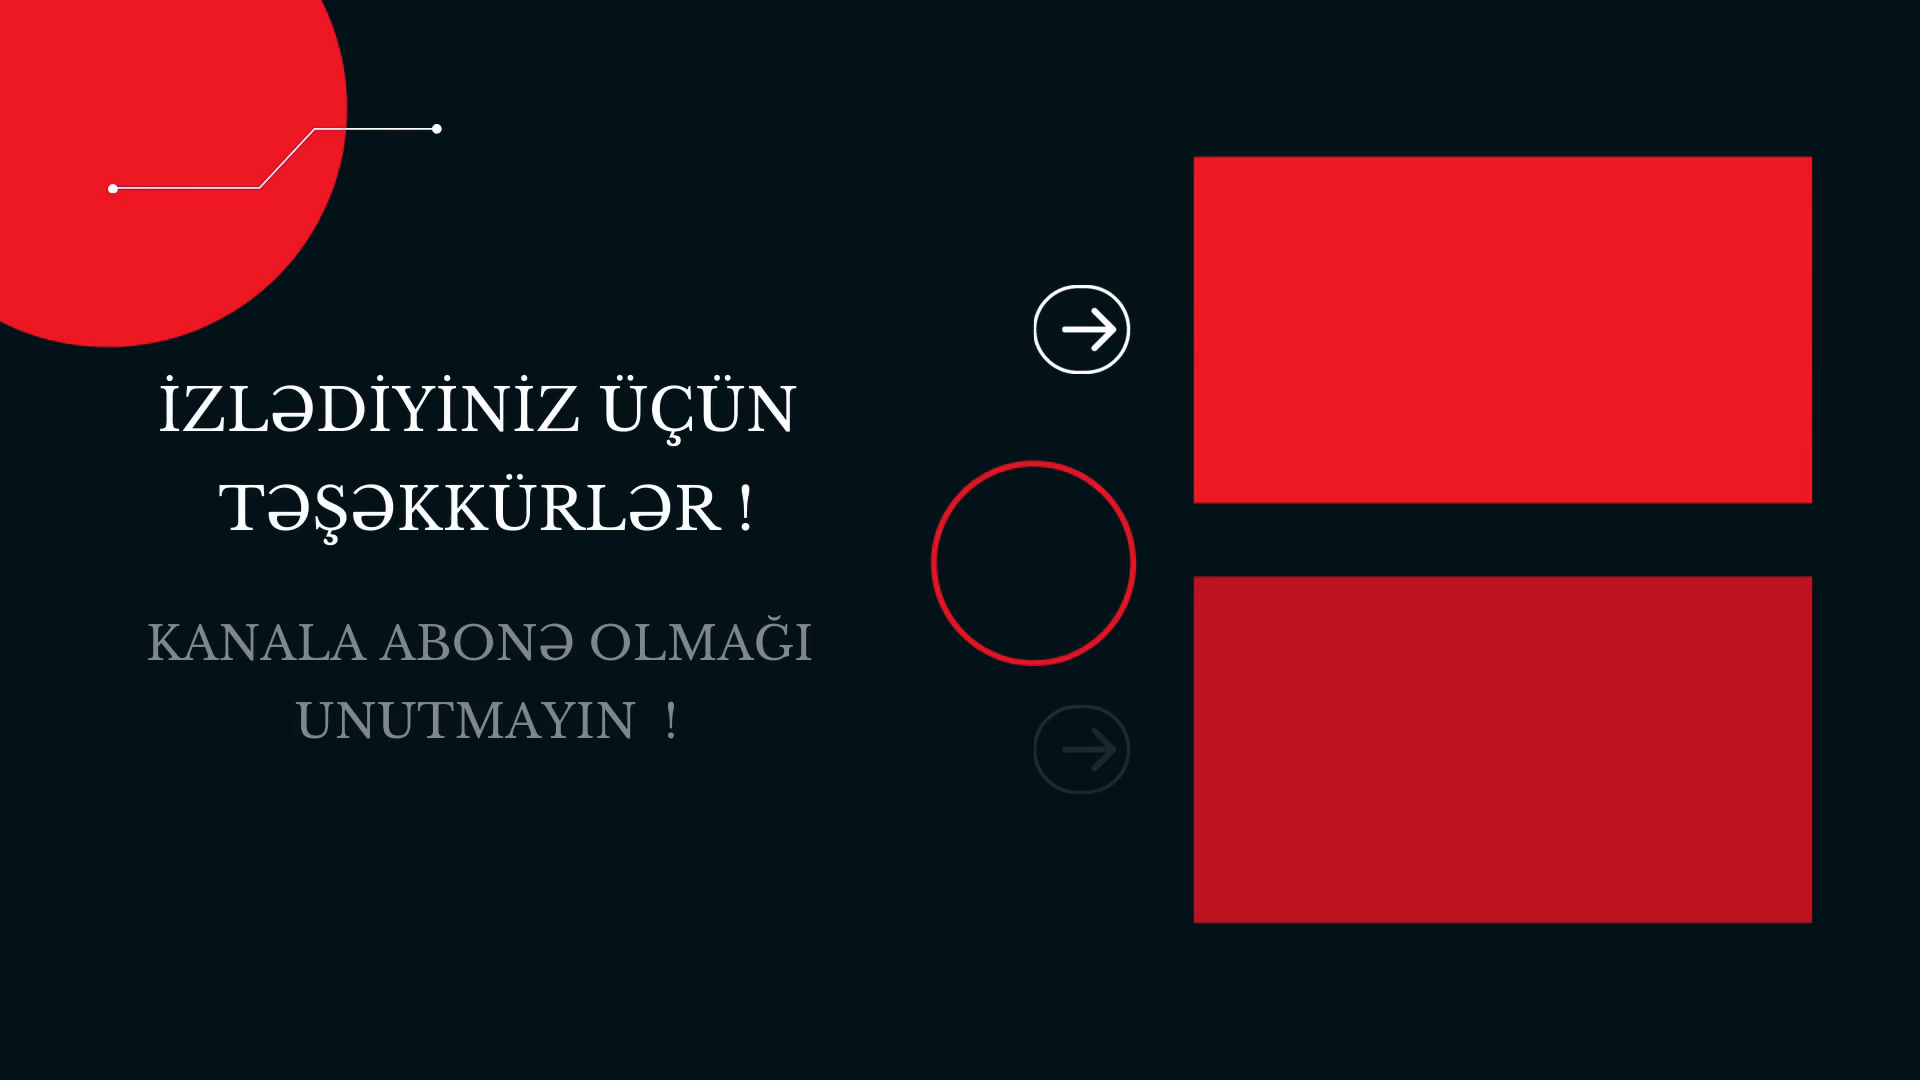 İZLƏDİYİNİZ ÜÇÜN
TƏŞƏKKÜRLƏR !
KANALA ABONƏ OLMAĞI
UNUTMAYIN !